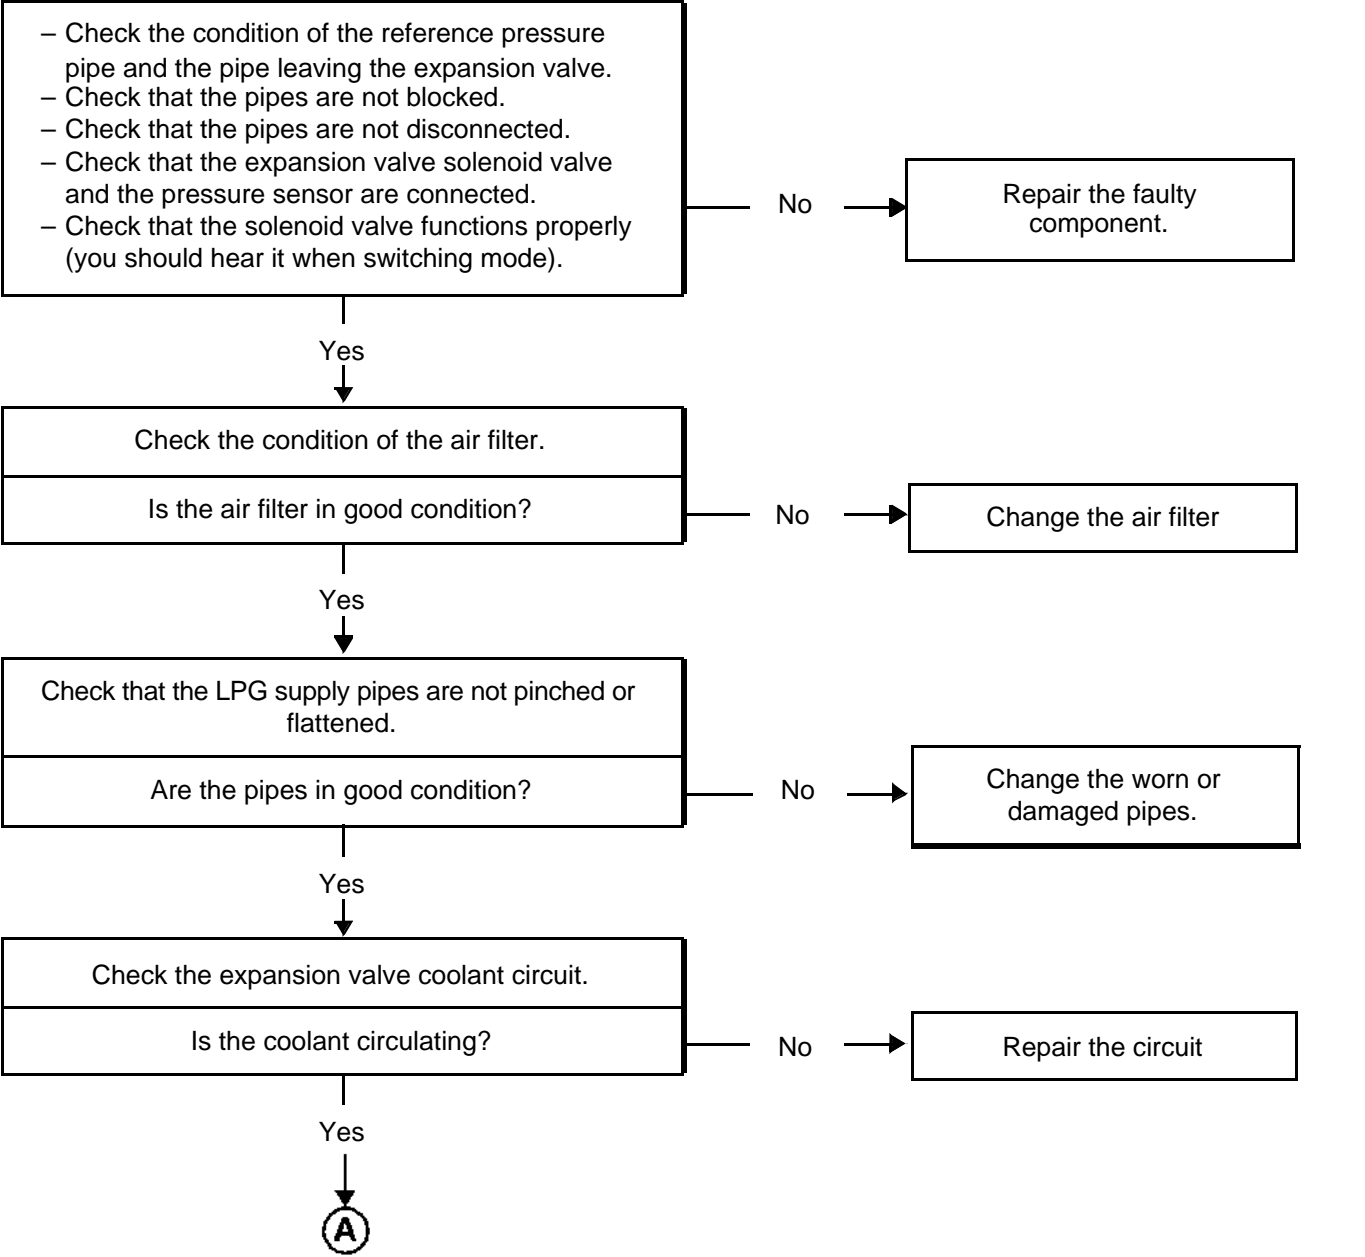 – Check the condition of the reference pressure
pipe and the pipe leaving the expansion valve.
– Check that the pipes are not blocked.
– Check that the pipes are not disconnected.
– Check that the expansion valve solenoid valve
and the pressure sensor are connected.
– Check that the solenoid valve functions properly
(you should hear it when switching mode).
No
Repair the faulty
component.
Yes
Check the condition of the air filter.
Is the air filter in good condition?
No
Change the air filter
Yes
Check that the LPG supply pipes are not pinched or
flattened.
Are the pipes in good condition?
No
Change the worn or
damaged pipes.
Yes
Check the expansion valve coolant circuit.
Is the coolant circulating?
No
Repair the circuit
Yes
A